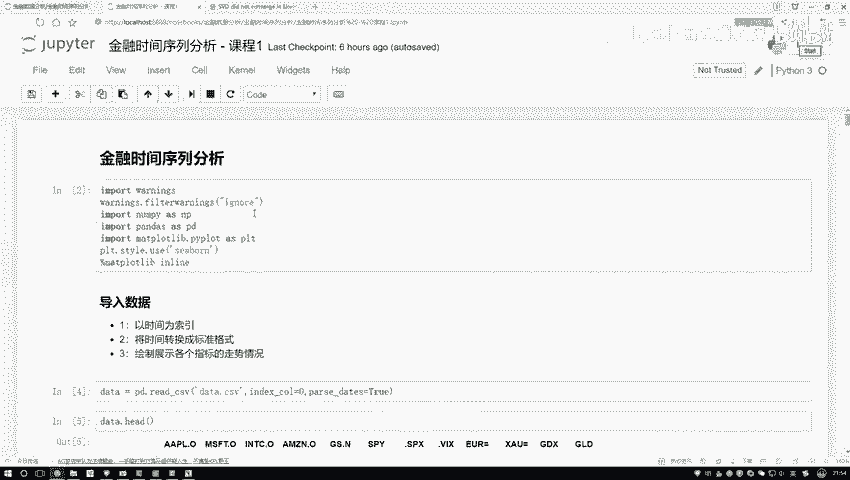 jupyter 金融时间序列分析 - 课程1 Last Checkpoint: 6 hours ago (autosaved)
File Edit View Insert Cell Kernel Widgets Help
Not Trusted Python 3
Code
金融时间序列分析
In [2]: import warnings
warnings.filterwarnings("ignore")
import numpy as np
import pandas as pd
import matplotlib.pyplot as plt
plt.style.use('seaborn')
%matplotlib inline
导入数据
1：以时间为索引
2：将时间转换成标准格式
3：绘制展示各个指标的走势情况
In [4]: data = pd.read_csv('data.csv',index_col=0,parse_dates=True)
In [5]: data.head()
Out[5]: AAPL.O MSFT.O INTC.O AMZN.O GS.N SPY .SPX .VIX EUR= XAU= GDX GLD
21:54